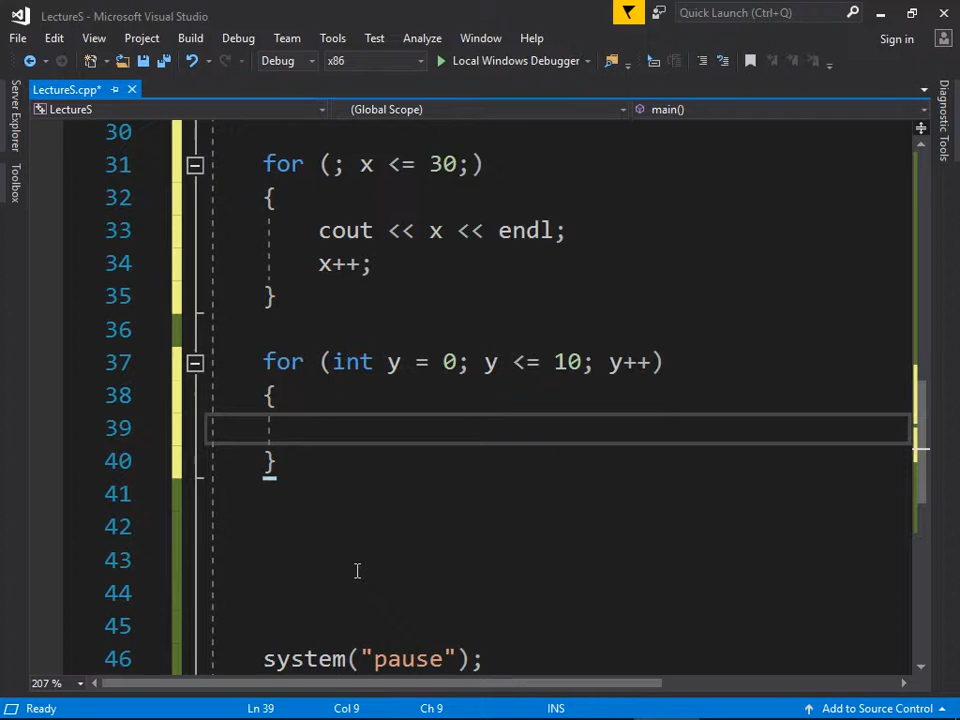 LectureS - Microsoft Visual Studio
Quick Launch (Ctrl+Q)
File Edit View Project Build Debug Team Tools Test Analyze Window Help
Sign in
Debug x86 Local Windows Debugger
Server Explorer
Toolbox
Diagnostic Tools
LectureS.cpp*
LectureS (Global Scope) main()
30
31 for (; x <= 30;)
32 {
33 cout << x << endl;
34 x++;
35 }
36
37 for (int y = 0; y <= 10; y++)
38 {
39
40 }
41
42
43
44
45
46 system("pause");
207 %
Ready Ln 39 Col 9 Ch 9 INS Add to Source Control